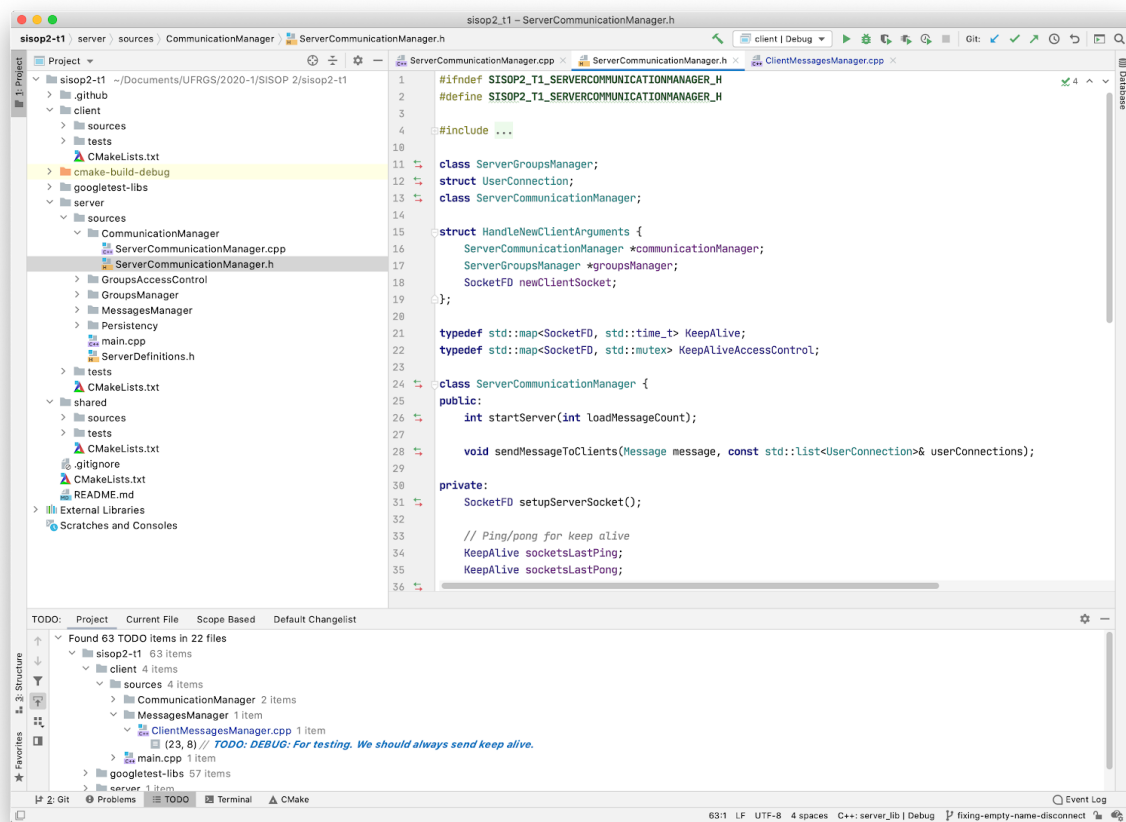 sisop2_t1 – ServerCommunicationManager.h
sisop2-t1 server sources CommunicationManager ServerCommunicationManager.h
client | Debug
Git:
1: Project
Project
sisop2-t1 ~/Documents/UFRGS/2020-1/SISOP 2/sisop2-t1
.github
client
sources
tests
CMakeLists.txt
cmake-build-debug
googletest-libs
server
sources
CommunicationManager
ServerCommunicationManager.cpp
ServerCommunicationManager.h
GroupsAccessControl
GroupsManager
MessagesManager
Persistency
main.cpp
ServerDefinitions.h
tests
CMakeLists.txt
shared
sources
tests
CMakeLists.txt
.gitignore
CMakeLists.txt
README.md
External Libraries
Scratches and Consoles
ServerCommunicationManager.cpp ServerCommunicationManager.h ClientMessagesManager.cpp
4
Database
1 #ifndef SISOP2_T1_SERVERCOMMUNICATIONMANAGER_H
2 #define SISOP2_T1_SERVERCOMMUNICATIONMANAGER_H
3
4 #include ...
10
11 class ServerGroupsManager;
12 struct UserConnection;
13 class ServerCommunicationManager;
14
15 struct HandleNewClientArguments {
16 ServerCommunicationManager *communicationManager;
17 ServerGroupsManager *groupsManager;
18 SocketFD newClientSocket;
19 };
20
21 typedef std::map<SocketFD, std::time_t> KeepAlive;
22 typedef std::map<SocketFD, std::mutex> KeepAliveAccessControl;
23
24 class ServerCommunicationManager {
25 public:
26 int startServer(int loadMessageCount);
27
28 void sendMessageToClients(Message message, const std::list<UserConnection>& userConnections);
29
30 private:
31 SocketFD setupServerSocket();
32
33 // Ping/pong for keep alive
34 KeepAlive socketsLastPing;
35 KeepAlive socketsLastPong;
36
TODO: Project Current File Scope Based Default Changelist
Found 63 TODO items in 22 files
sisop2-t1 63 items
client 4 items
sources 4 items
CommunicationManager 2 items
MessagesManager 1 item
ClientMessagesManager.cpp 1 item
(23, 8) // TODO: DEBUG: For testing. We should always send keep alive.
main.cpp 1 item
googletest-libs 57 items
server 1 item
Z: Structure
Favorites
2: Git Problems TODO Terminal CMake Event Log
63:1 LF UTF-8 4 spaces C++: server_lib | Debug fixing-empty-name-disconnect